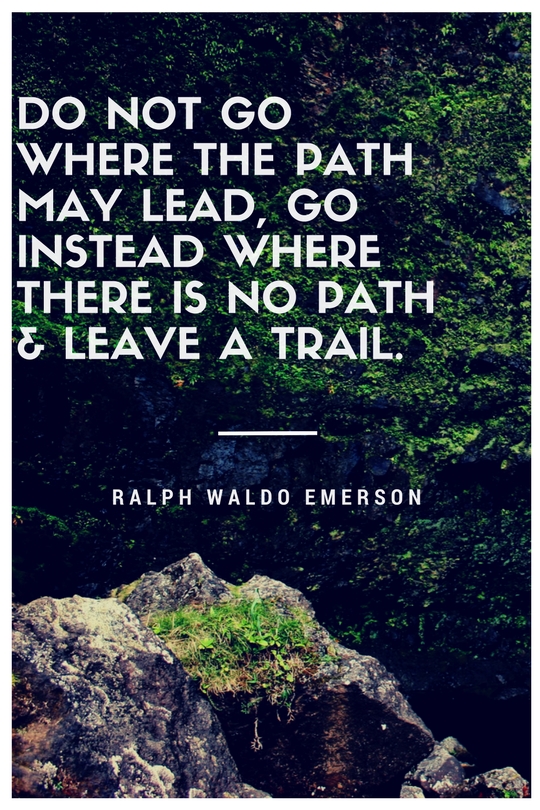 DO NOT GO
WHERE THE PATH
MAY LEAD, GO
INSTEAD WHERE
THERE IS NO PATH
& LEAVE A TRAIL.
RALPH WALDO EMERSON